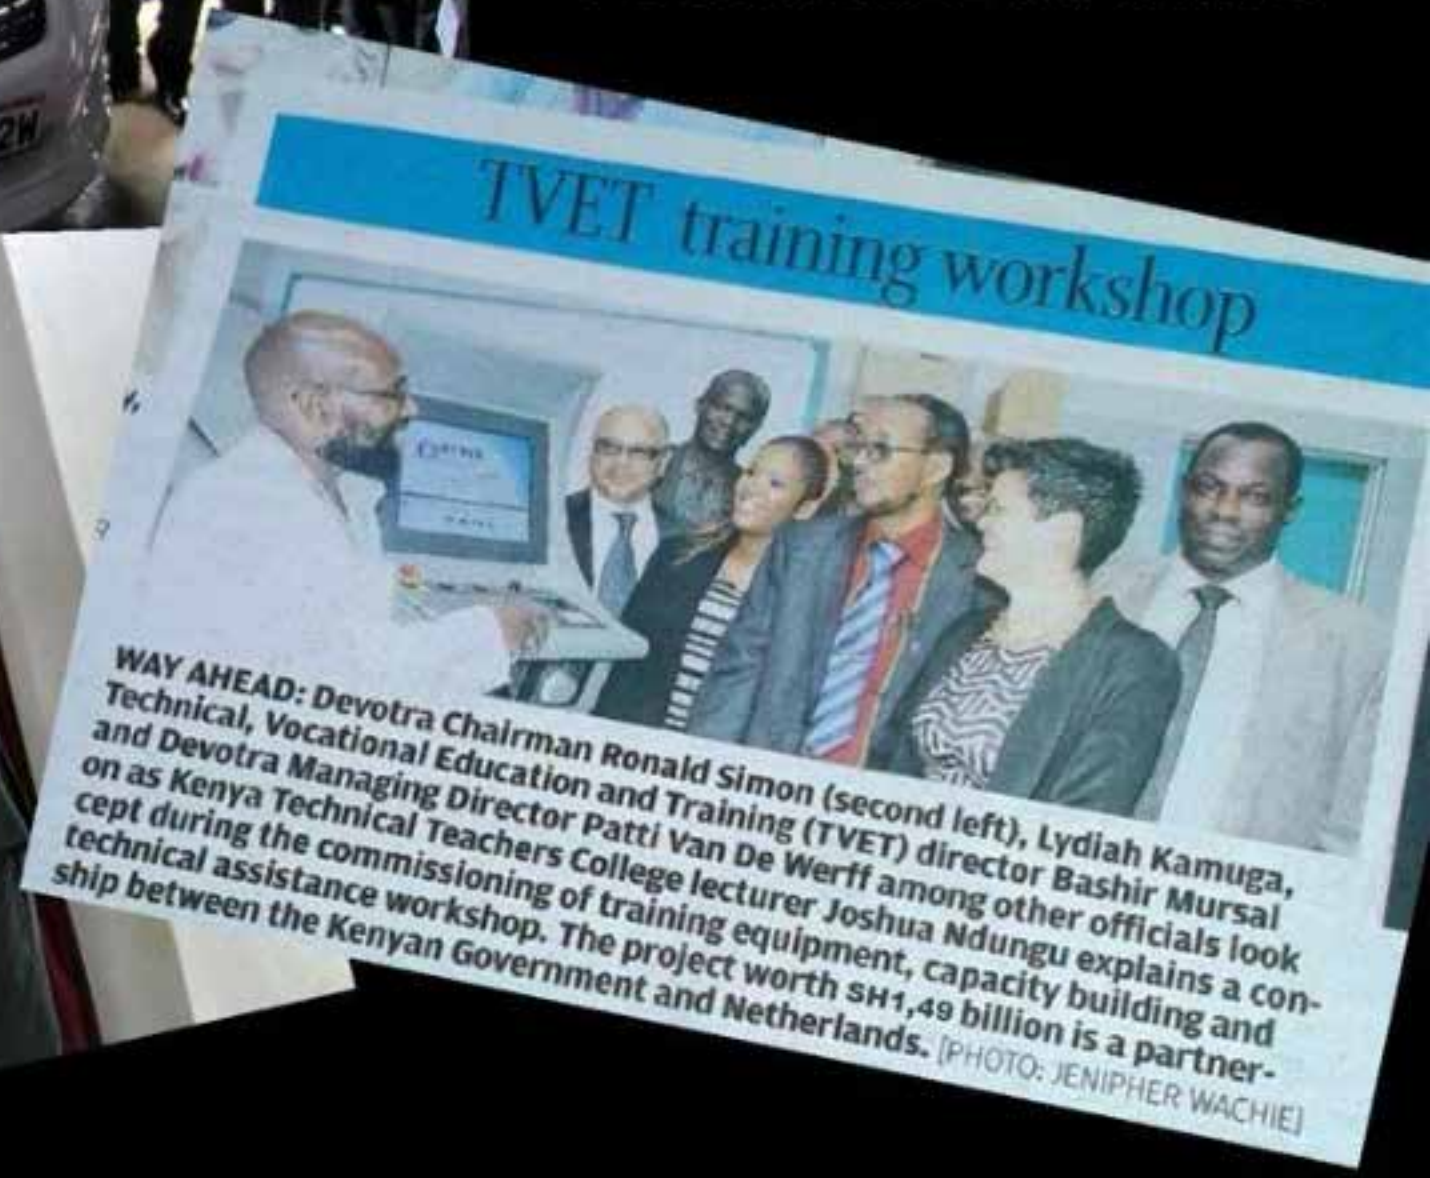 2W
TVET training workshop
WAY AHEAD: Devotra Chairman Ronald Simon (second left), Lydiah Kamuga,
Technical, Vocational Education and Training (TVET) director Bashir Mursal
and Devotra Managing Director Patti Van De Werff among other officials look
on as Kenya Technical Teachers College lecturer Joshua Ndungu explains a con-
cept during the commissioning of training equipment, capacity building and
technical assistance workshop. The project worth SH1,49 billion is a partner-
ship between the Kenyan Government and Netherlands. [PHOTO: JENIPHER WACHIE]